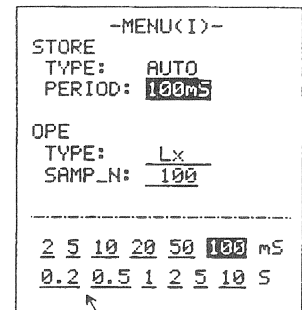 -MENU(I)-
STORE
TYPE: AUTO
PERIOD: 100mS
OPE
TYPE: Lx
SAMP_N: 100
2 5 10 20 50 100 mS
0.2 0.5 1 2 5 10 S